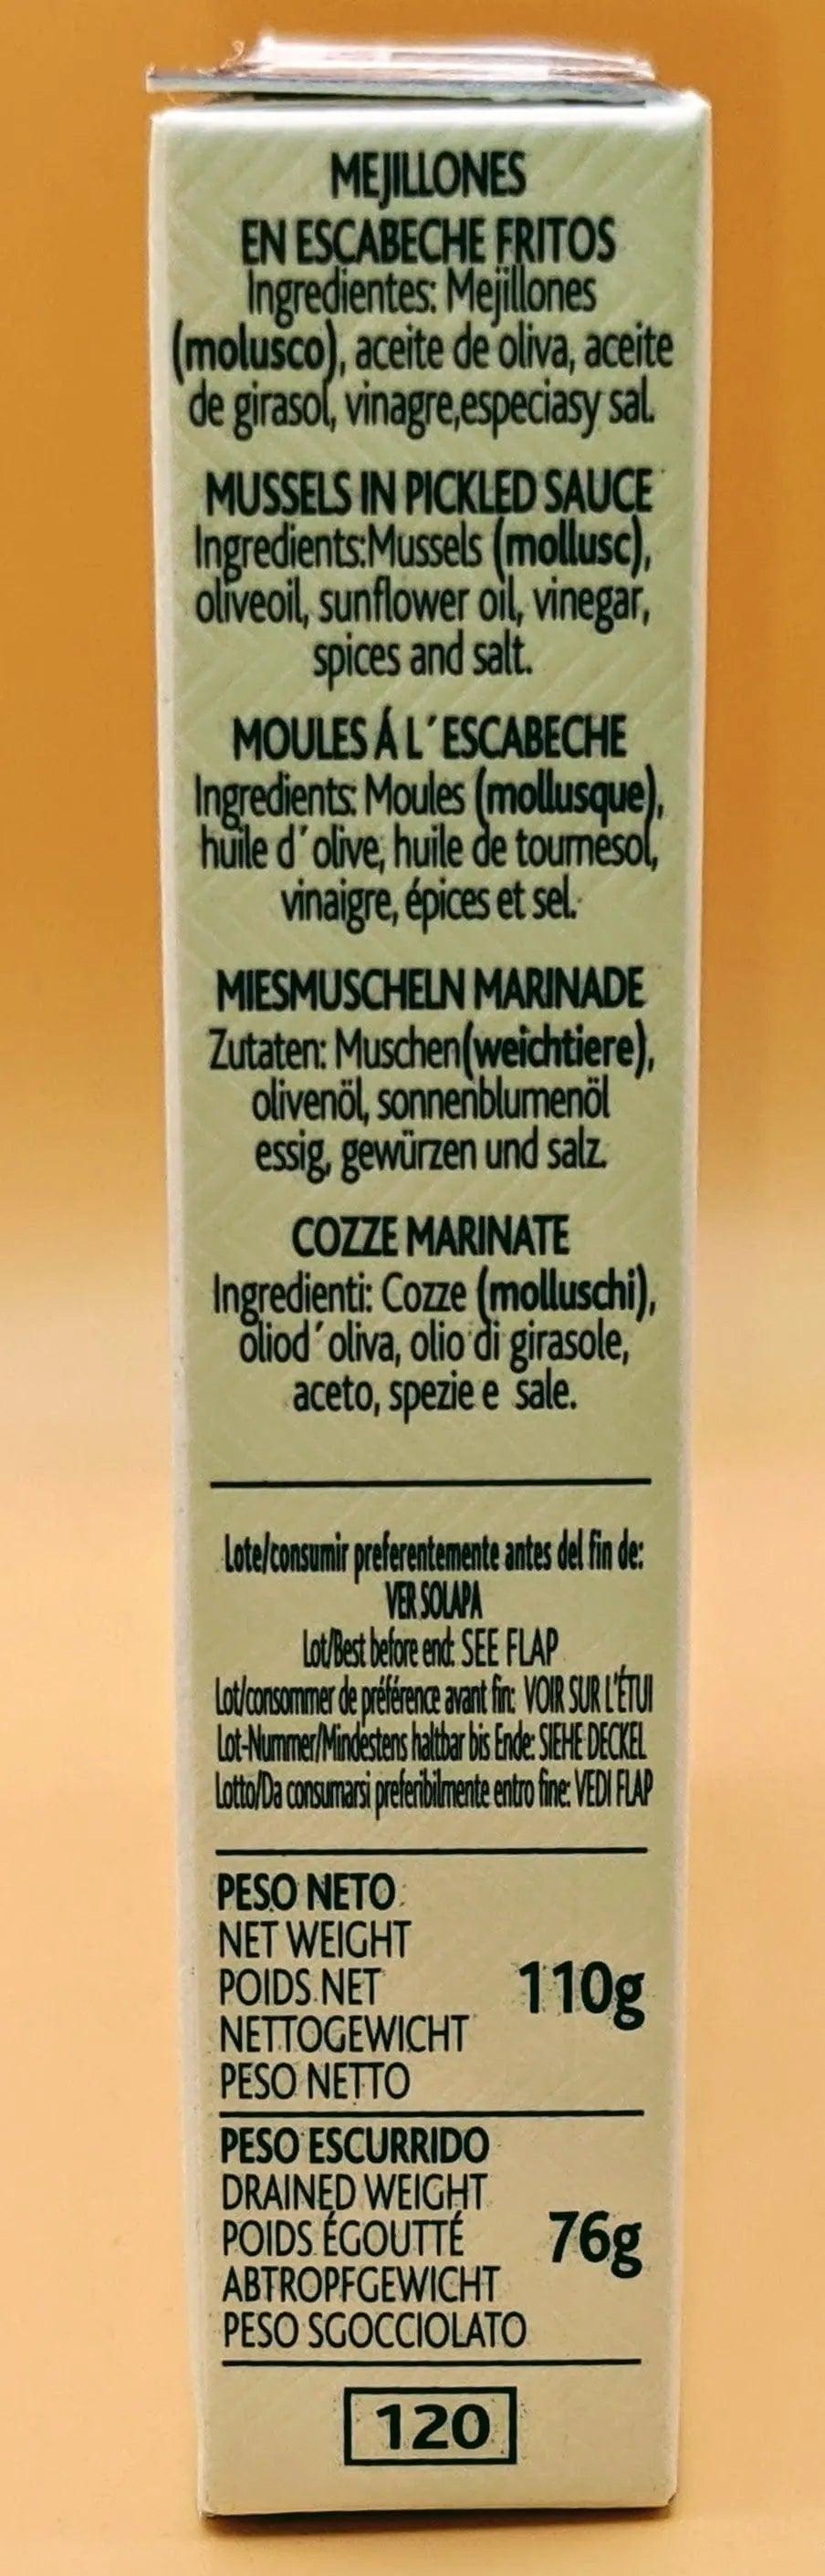 MEJILLONES
EN ESCABECHE FRITOS
Ingredientes: Mejillones
(molusco), aceite de oliva, aceite
de girasol, vinagre,especiasy sal.
MUSSELS IN PICKLED SAUCE
Ingredients:Mussels (mollusc),
oliveoil, sunflower oil, vinegar,
spices and salt.
MOULES Á L´ESCABECHE
Ingredients: Moules (mollusque),
huile d´olive, huile de tournesol,
vinaigre, épices et sel.
MIESMUSCHELN MARINADE
Zutaten: Muschen(weichtiere),
olivenöl, sonnenblumenöl
essig, gewürzen und salz.
COZZE MARINATE
Ingredienti: Cozze (molluschi),
oliod´oliva, olio di girasole,
aceto, spezie e sale.
Lote/consumir preferentemente antes del fin de:
VER SOLAPA
Lot/Best before end: SEE FLAP
Lot/consommer de préférence avant fin: VOIR SUR L'ÉTUI
Lot-Nummer/Mindestens haltbar bis Ende: SIEHE DECKEL
Lotto/Da consumarsi preferibilmente entro fine: VEDI FLAP
PESO NETO
NET WEIGHT
POIDS NET
110g
NETTOGEWICHT
PESO NETTO
PESO ESCURRIDO
DRAINED WEIGHT
POIDS ÉGOUTTÉ
76g
ABTROPFGEWICHT
PESO SGOCCIOLATO
120